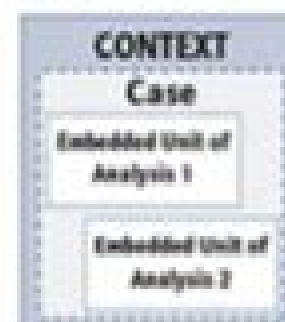 CONTEXT
Case
Embedded Unit of
Analysis 1
Embedded Unit of
Analysis 2